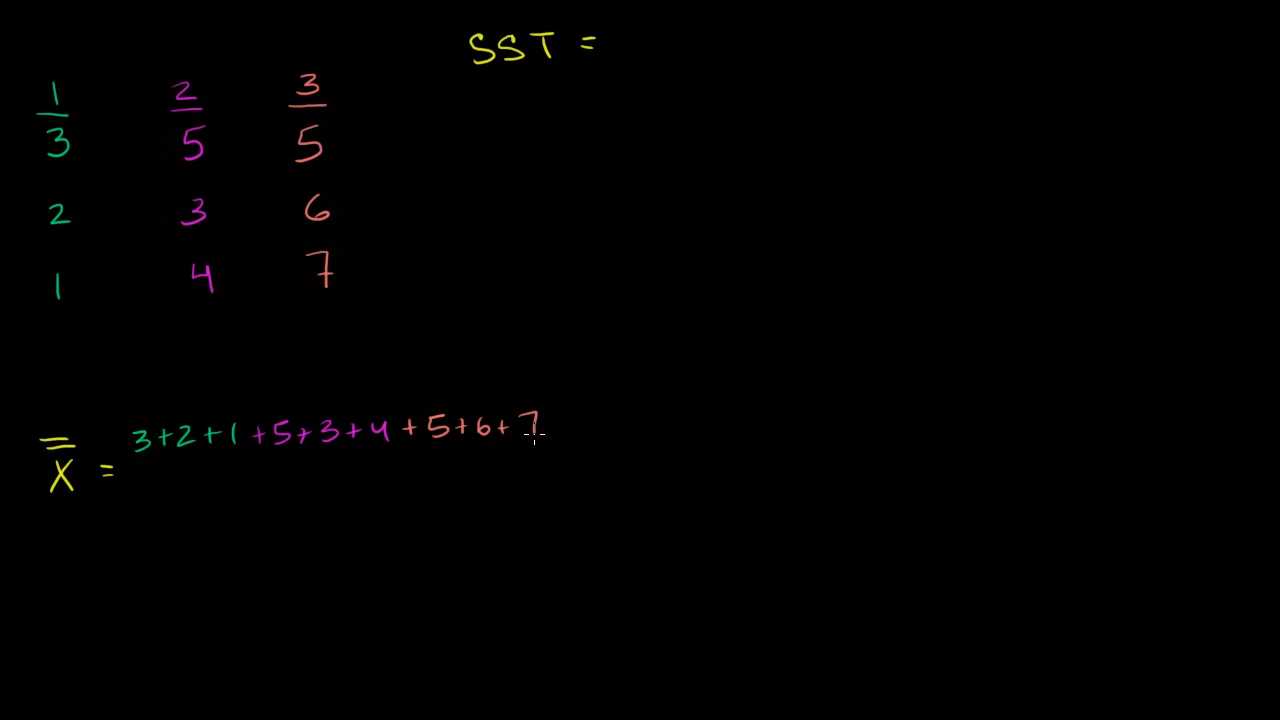 SST =
1 2 3
3 5 5
2 3 6
1 4 7
X = 3+2+1+5+3+4+5+6+7